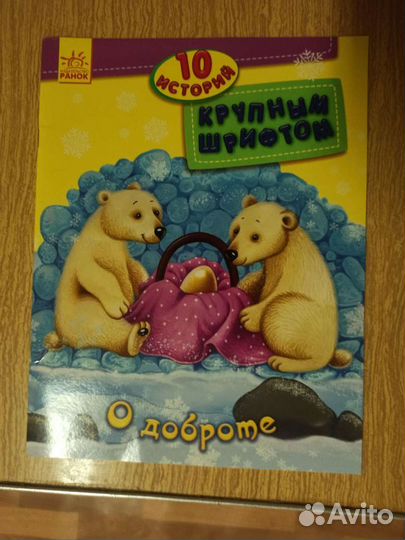 РАНОК
10
ИСТОРИЙ
КРУПНЫМ
ШРИФТОМ
О доброте
Avito